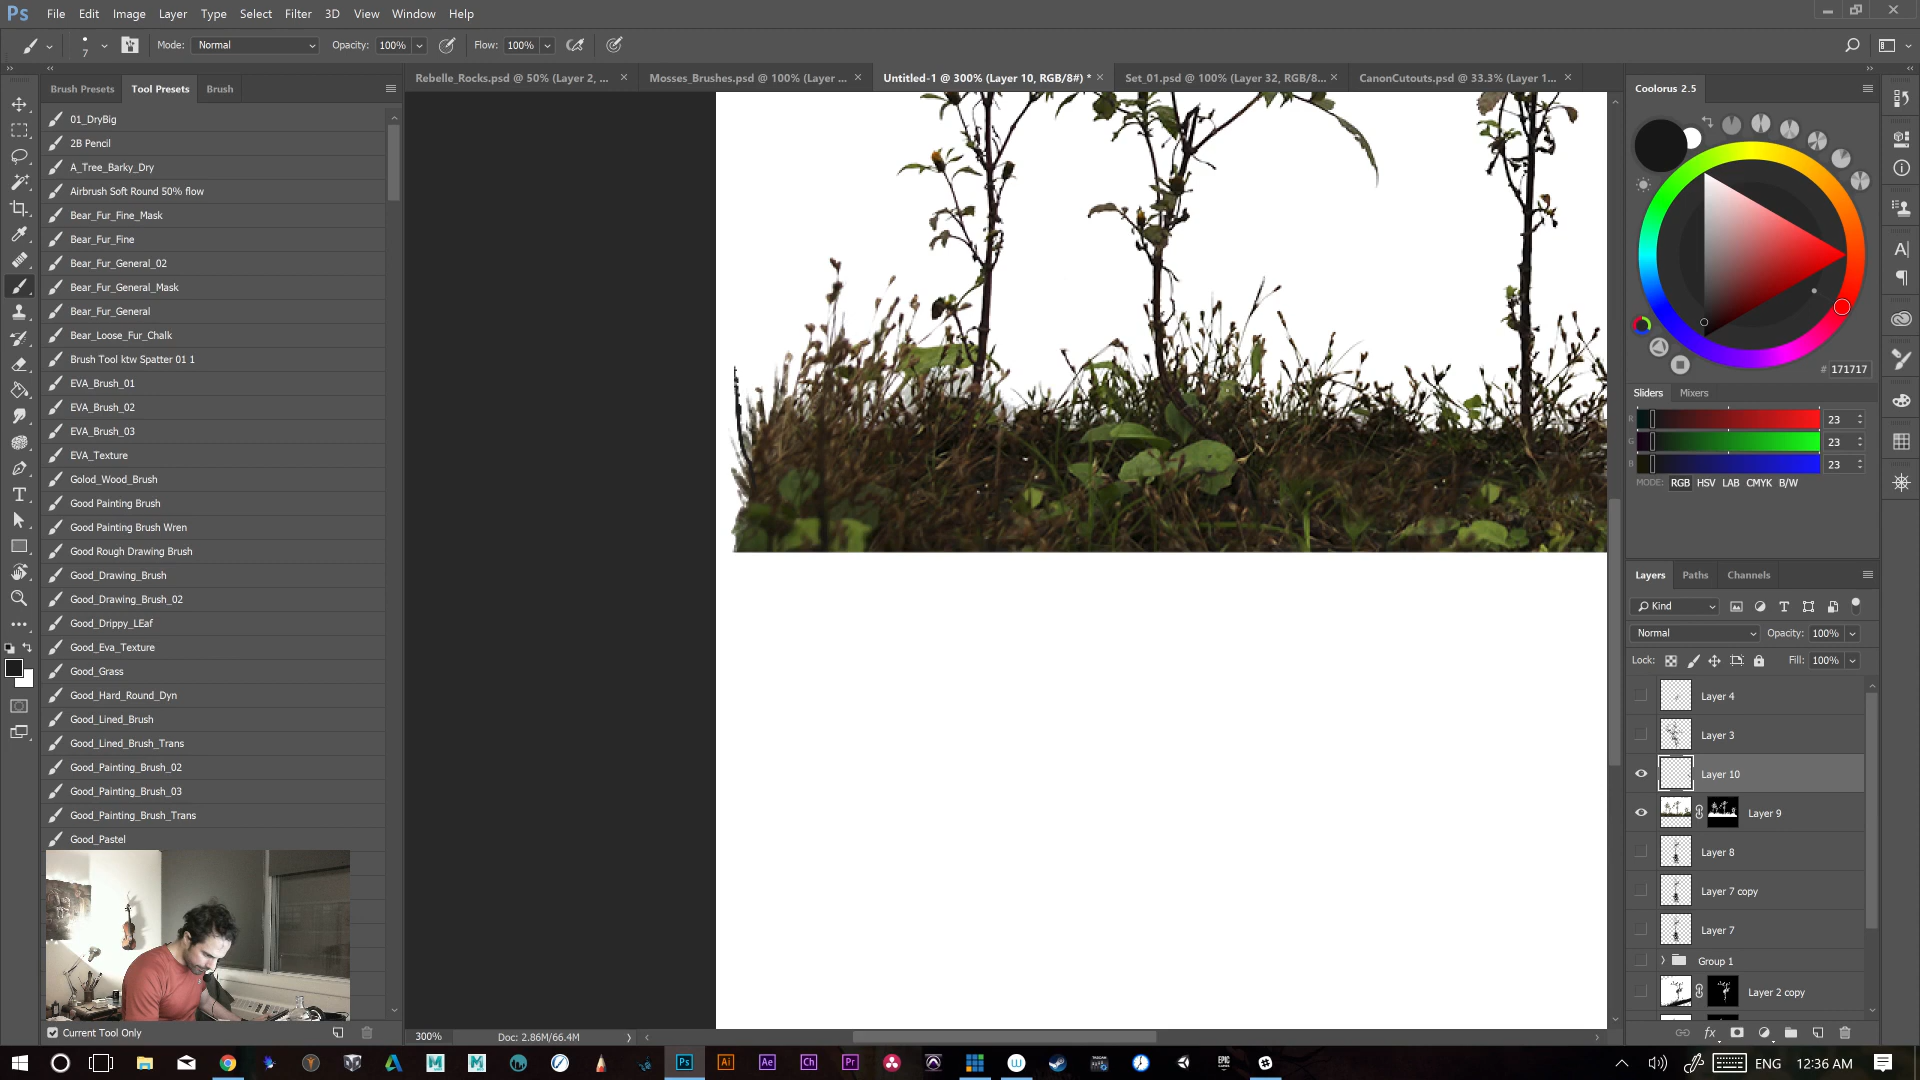 Ps File Edit Image Layer Type Select Filter 3D View Window Help
7 Mode: Normal Opacity: 100% Flow: 100%
Brush Presets Tool Presets Brush
Rebelle_Rocks.psd @ 50% (Layer 2, ... Mosses_Brushes.psd @ 100% (Layer ... Untitled-1 @ 300% (Layer 10, RGB/8#) * Set_01.psd @ 100% (Layer 32, RGB/8... CanonCutouts.psd @ 33.3% (Layer 1...
01_DryBig
2B Pencil
A_Tree_Barky_Dry
Airbrush Soft Round 50% flow
Bear_Fur_Fine_Mask
Bear_Fur_Fine
Bear_Fur_General_02
Bear_Fur_General_Mask
Bear_Fur_General
Bear_Loose_Fur_Chalk
Brush Tool ktw Spatter 01 1
EVA_Brush_01
EVA_Brush_02
EVA_Brush_03
EVA_Texture
Golod_Wood_Brush
Good Painting Brush
Good Painting Brush Wren
Good Rough Drawing Brush
Good_Drawing_Brush
Good_Drawing_Brush_02
Good_Drippy_LEaf
Good_Eva_Texture
Good_Grass
Good_Hard_Round_Dyn
Good_Lined_Brush
Good_Lined_Brush_Trans
Good_Painting_Brush_02
Good_Painting_Brush_03
Good_Painting_Brush_Trans
Good_Pastel
Current Tool Only
300% Doc: 2.86M/66.4M
Coolorus 2.5
# 171717
Sliders Mixers
R 23
G 23
B 23
MODE: RGB HSV LAB CMYK B/W
Layers Paths Channels
Kind
Normal Opacity: 100%
Lock: Fill: 100%
Layer 4
Layer 3
Layer 10
Layer 9
Layer 8
Layer 7 copy
Layer 7
Group 1
Layer 2 copy
fx
Ps Ai Ae Ch Pr EPIC ENG 12:36 AM